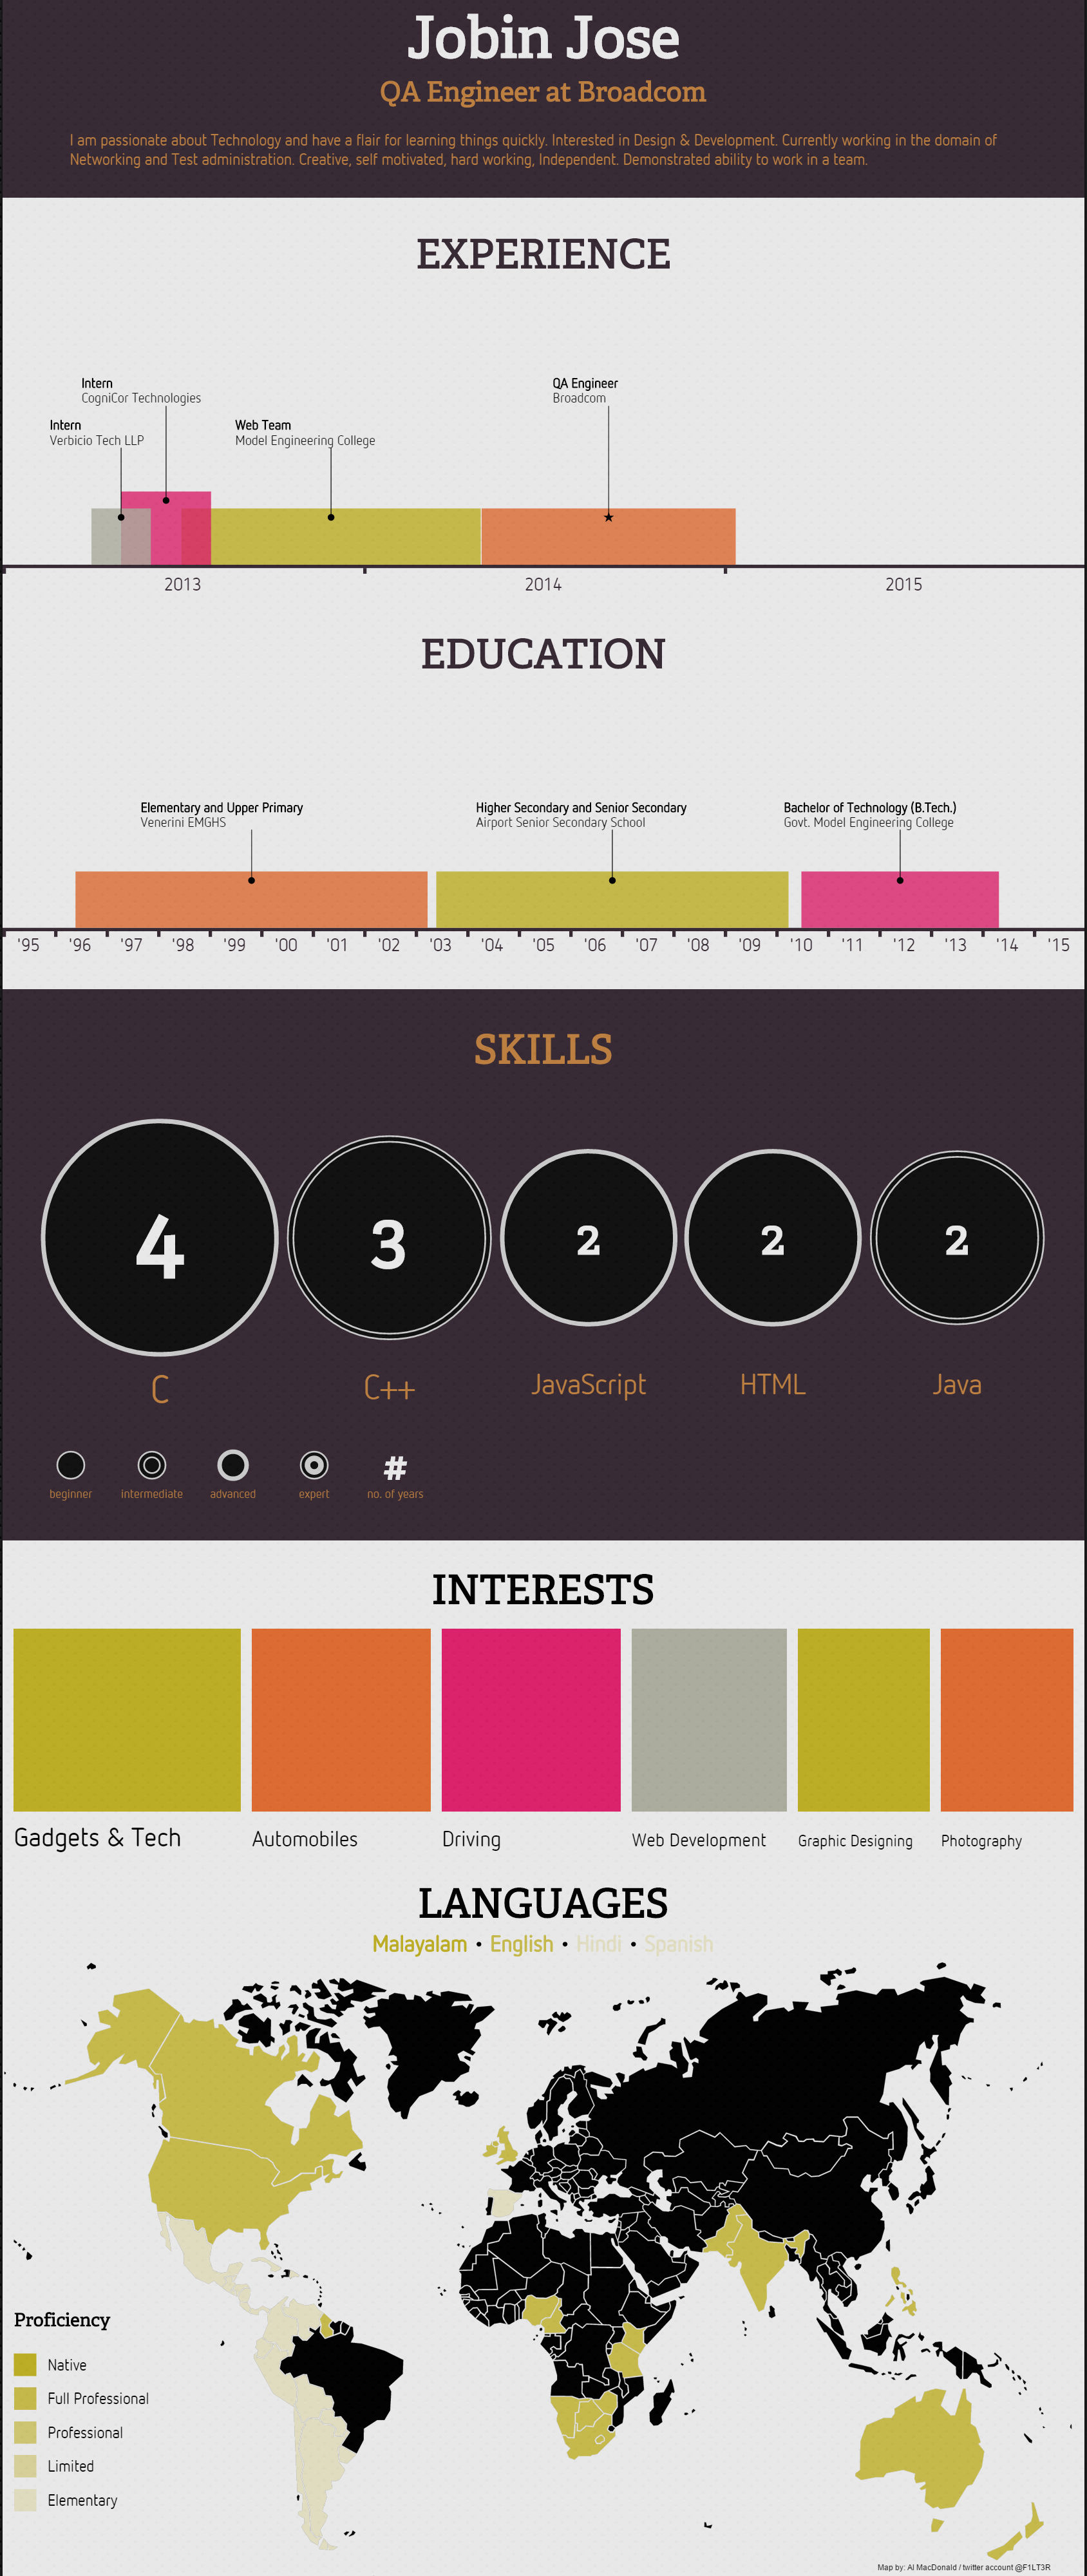 Jobin Jose
QA Engineer at Broadcom
I am passionate about Technology and have a flair for learning things quickly. Interested in Design & Development. Currently working in the domain of
Networking and Test administration. Creative, self motivated, hard working, Independent. Demonstrated ability to work in a team.
EXPERIENCE
Intern
CogniCor Technologies
QA Engineer
Broadcom
Intern
Verbicio Tech LLP
Web Team
Model Engineering College
2013 2014 2015
EDUCATION
Elementary and Upper Primary
Venerini EMGHS
Higher Secondary and Senior Secondary
Airport Senior Secondary School
Bachelor of Technology (B.Tech.)
Govt. Model Engineering College
'95 '96 '97 '98 '99 '00 '01 '02 '03 '04 '05 '06 '07 '08 '09 '10 '11 '12 '13 '14 '15
SKILLS
4 3 2 2 2
C C++ JavaScript HTML Java
#
beginner intermediate advanced expert no. of years
INTERESTS
Gadgets & Tech Automobiles Driving Web Development Graphic Designing Photography
LANGUAGES
Malayalam • English • Hindi • Spanish
Proficiency
Native
Full Professional
Professional
Limited
Elementary
Map by: Al MacDonald / twitter account @F1LT3R